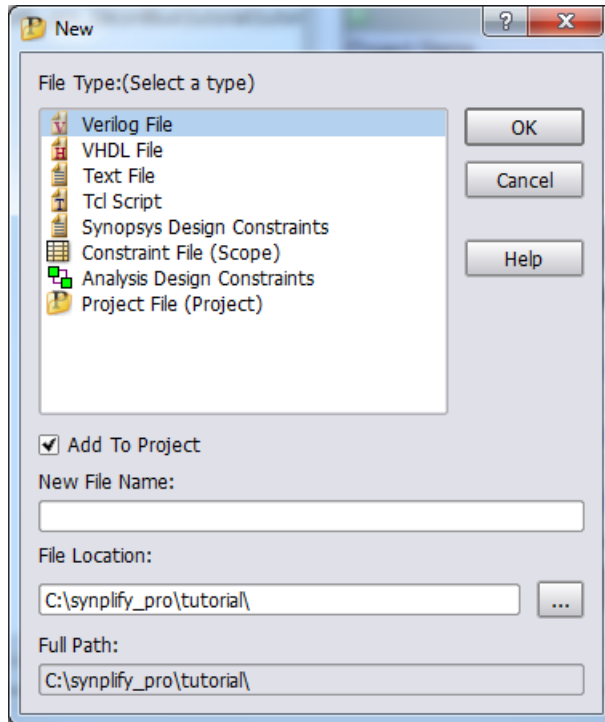 New
File Type:(Select a type)
Verilog File
OK
VHDL File
Text File
Cancel
Tcl Script
Synopsys Design Constraints
Constraint File (Scope)
Help
Analysis Design Constraints
Project File (Project)
Add To Project
New File Name:
File Location:
C:\synplify_pro\tutorial\
...
Full Path:
C:\synplify_pro\tutorial\